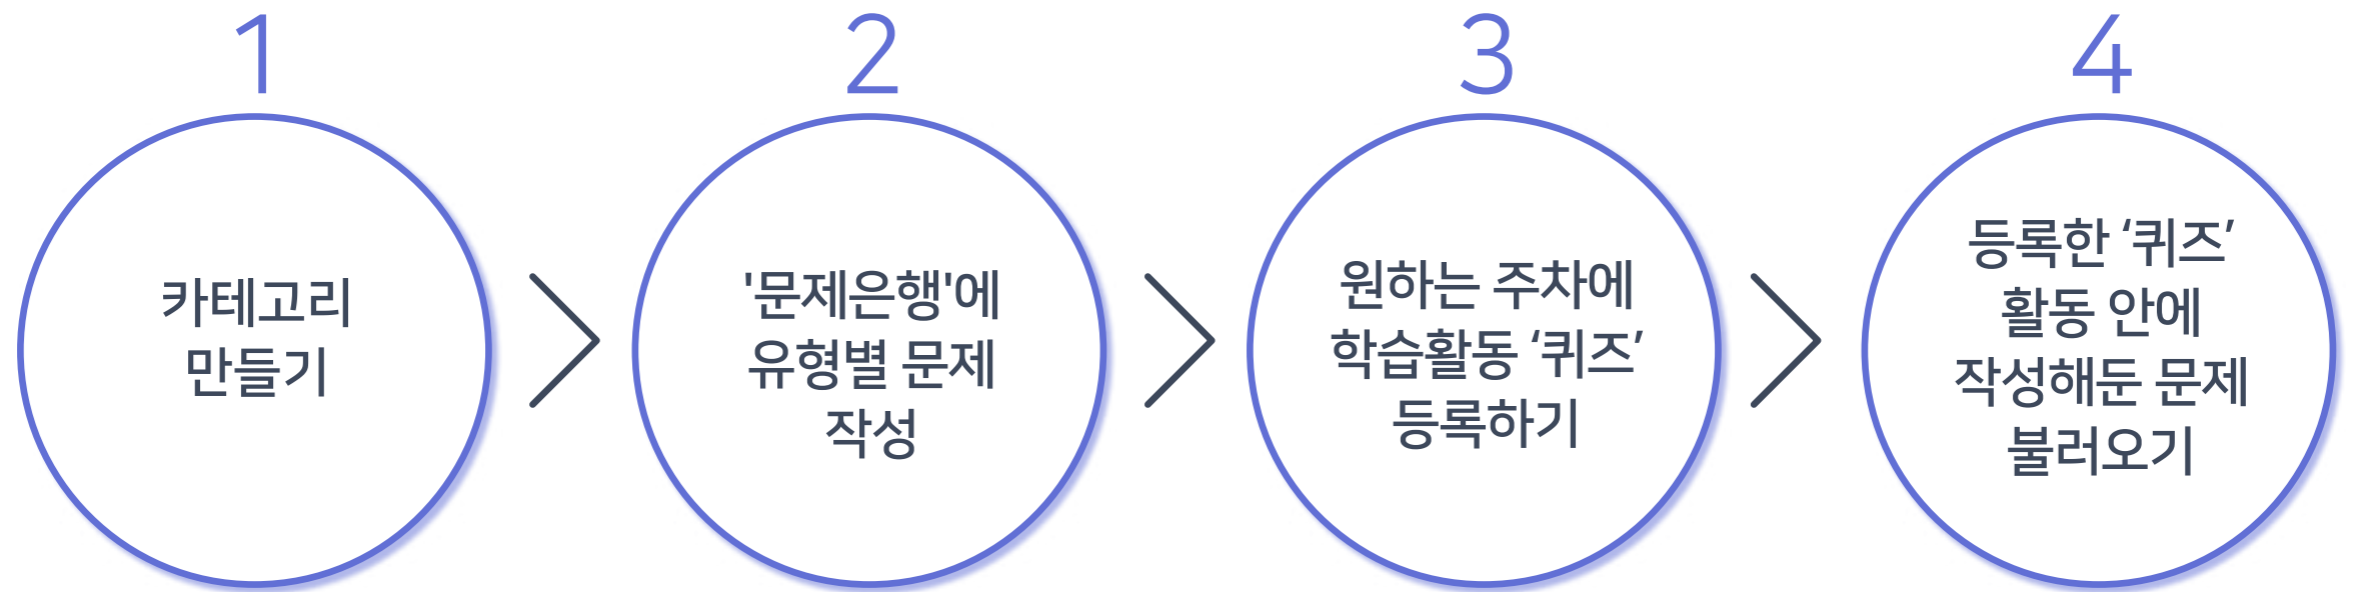 1
카테고리
만들기
2
'문제은행'에
유형별 문제
작성
3
원하는 주차에
학습활동 ‘퀴즈’
등록하기
4
등록한 ‘퀴즈’
활동 안에
작성해둔 문제
불러오기